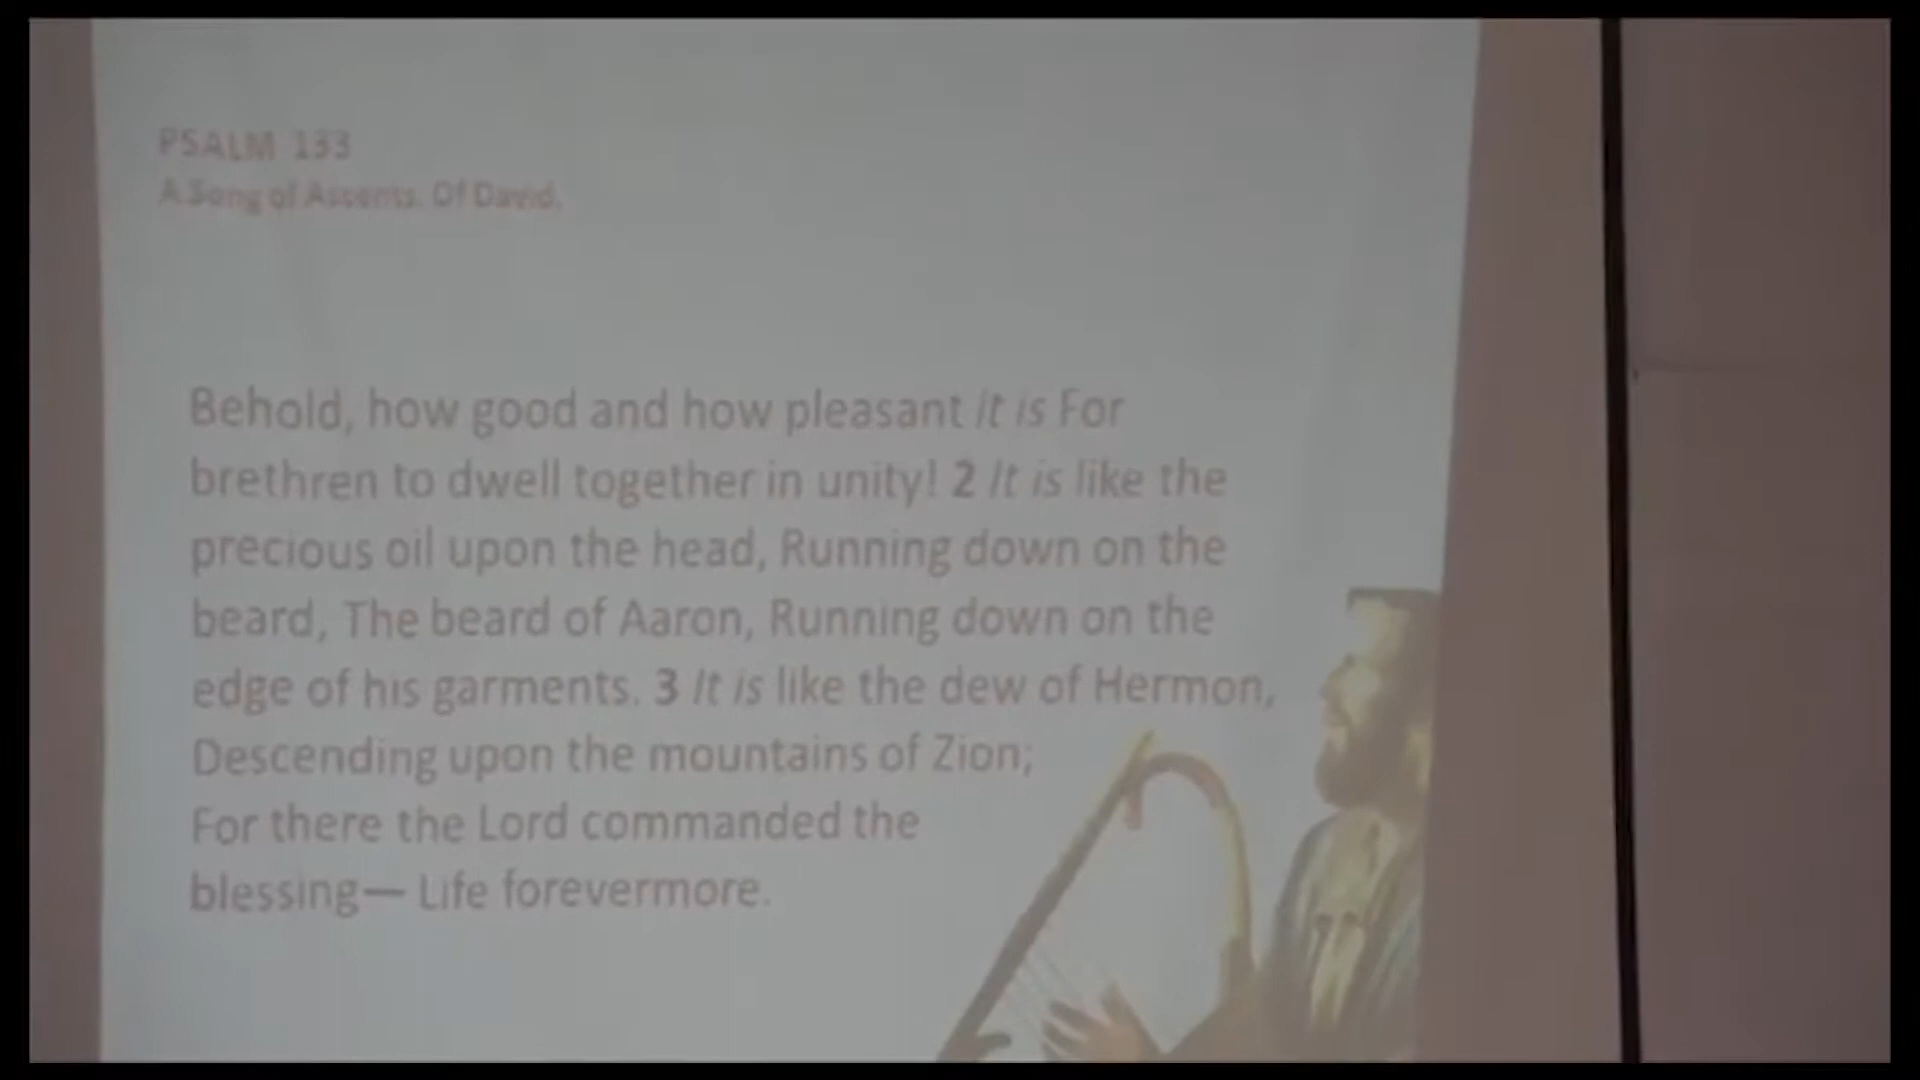 PSALM 133
A Song of Ascents. Of David.
Behold, how good and how pleasant it is For
brethren to dwell together in unity! 2 It is like the
precious oil upon the head, Running down on the
beard, The beard of Aaron, Running down on the
edge of his garments. 3 It is like the dew of Hermon,
Descending upon the mountains of Zion;
For there the Lord commanded the
blessing— Life forevermore.